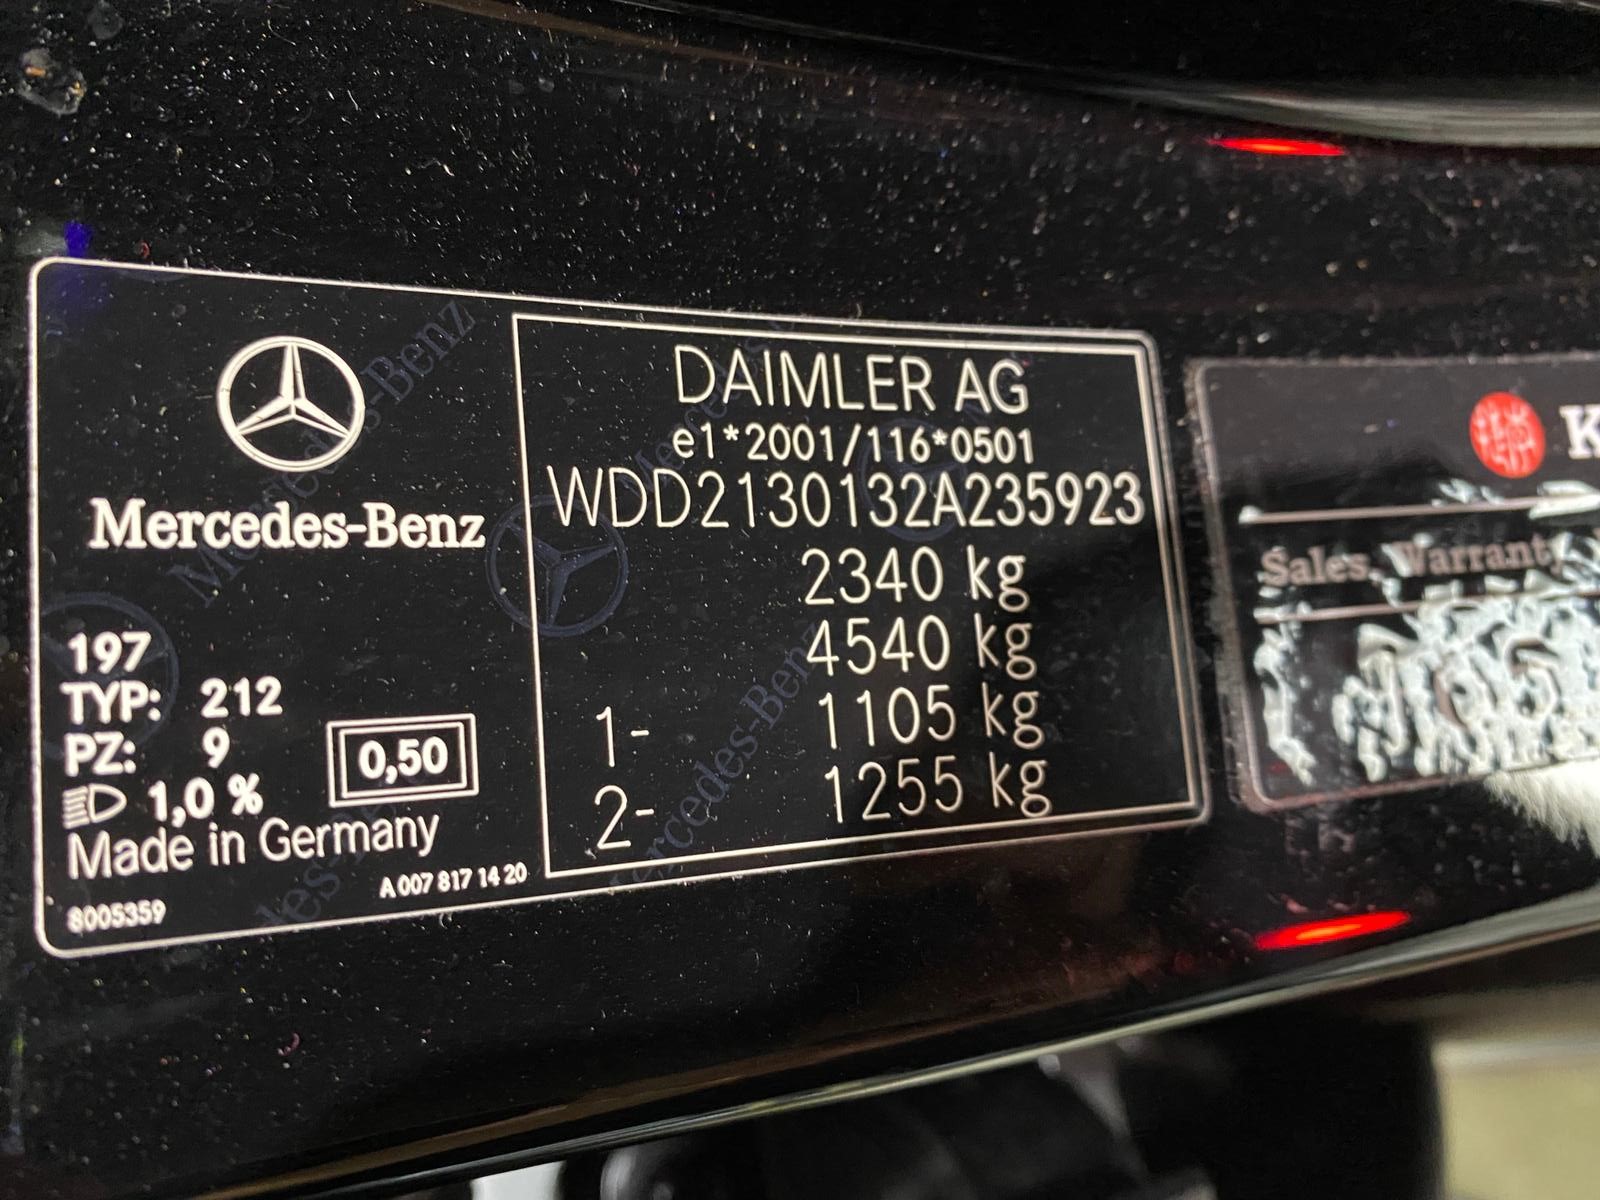 Mercedes-Benz
197
TYP: 212
PZ: 9
0,50
1,0 %
Made in Germany
A 007 817 14 20
8005359
DAIMLER AG
e1*2001/116*0501
WDD2130132A235923
2340 kg
4540 kg
1- 1105 kg
2- 1255 kg
K
Sales, Warranty